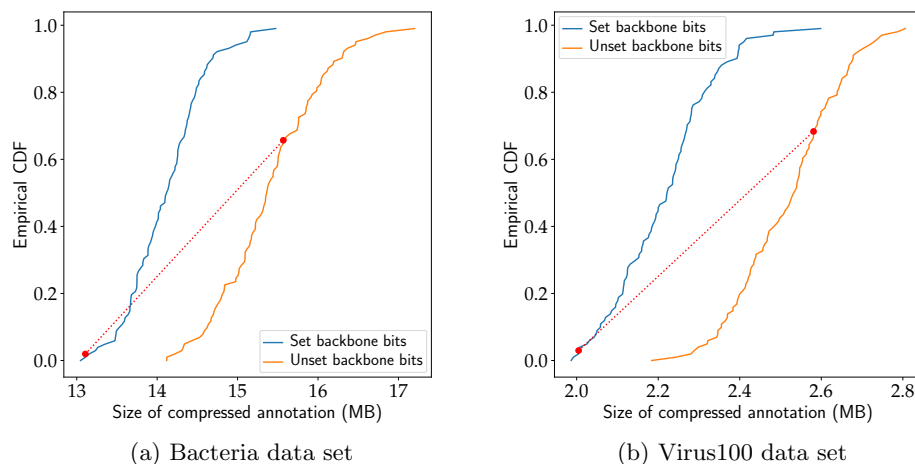 Empirical CDF
1.0
0.8
0.6
0.4
0.2
0.0
Set backbone bits
Unset backbone bits
13 14 15 16 17
Size of compressed annotation (MB)
(a) Bacteria data set
Empirical CDF
1.0
0.8
0.6
0.4
0.2
0.0
Set backbone bits
Unset backbone bits
2.0 2.2 2.4 2.6 2.8
Size of compressed annotation (MB)
(b) Virus100 data set